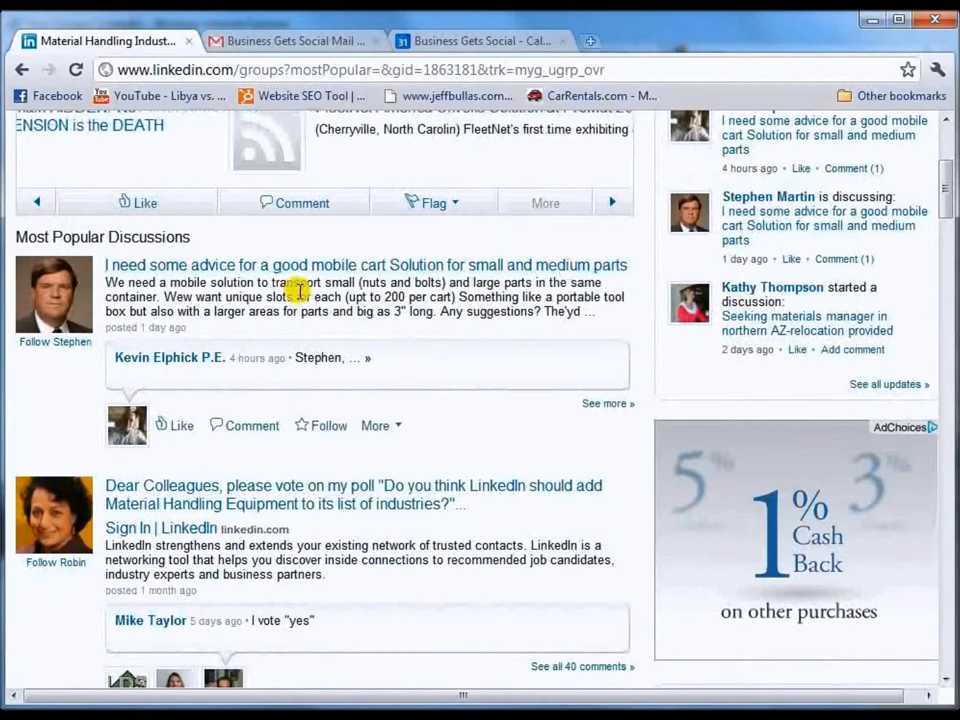 Material Handling Indust...
Business Gets Social Mail ...
Business Gets Social - Cal...
www.linkedin.com/groups?mostPopular=&gid=1863181&trk=myg_ugrp_ovr
Facebook
YouTube - Libya vs. ...
Website SEO Tool | ...
www.jeffbullas.com...
CarRentals.com - M...
Other bookmarks
ENSION is the DEATH
(Cherryville, North Carolin) FleetNet's first time exhibiting
Like
Comment
Flag
More
Most Popular Discussions
I need some advice for a good mobile cart Solution for small and medium parts
We need a mobile solution to transport small (nuts and bolts) and large parts in the same
container. Wew want unique slots for each (up to 200 per cart) Something like a portable tool
box but also with a larger areas for parts and big as 3" long. Any suggestions? The'yd ...
posted 1 day ago
Follow Stephen
Kevin Elphick P.E. 4 hours ago • Stephen, ... »
See more »
Like Comment Follow More
Dear Colleagues, please vote on my poll "Do you think LinkedIn should add
Material Handling Equipment to its list of industries?"...
Sign In | LinkedIn linkedin.com
LinkedIn strengthens and extends your existing network of trusted contacts. LinkedIn is a
networking tool that helps you discover inside connections to recommended job candidates,
industry experts and business partners.
posted 1 month ago
Follow Robin
Mike Taylor 5 days ago • I vote "yes"
See all 40 comments »
I need some advice for a good mobile
cart Solution for small and medium
parts
4 hours ago • Like • Comment (1)
Stephen Martin is discussing:
I need some advice for a good mobile
cart Solution for small and medium
parts
1 day ago • Like • Comment (1)
Kathy Thompson started a
discussion:
Seeking materials manager in
northern AZ-relocation provided
2 days ago • Like • Add comment
See all updates »
AdChoices
5% 3%
1%
Cash
Back
on other purchases